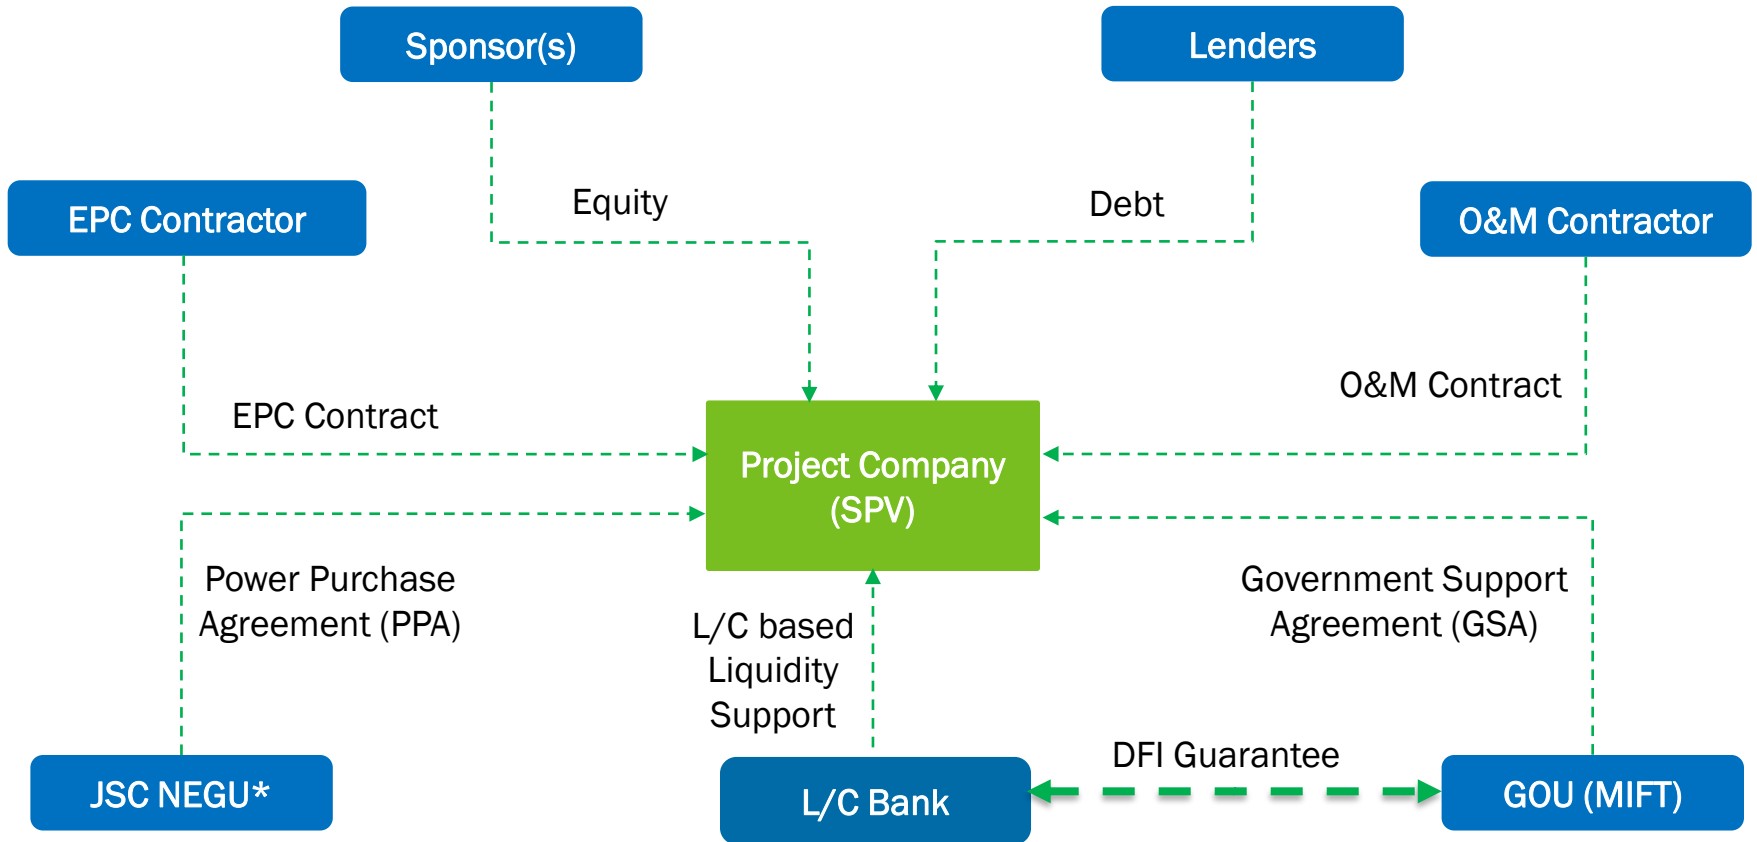 Sponsor(s)
Lenders
EPC Contractor
Equity
Debt
O&M Contractor
EPC Contract
O&M Contract
Project Company
(SPV)
Power Purchase
Agreement (PPA)
L/C based
Liquidity
Support
Government Support
Agreement (GSA)
DFI Guarantee
JSC NEGU*
L/C Bank
GOU (MIFT)